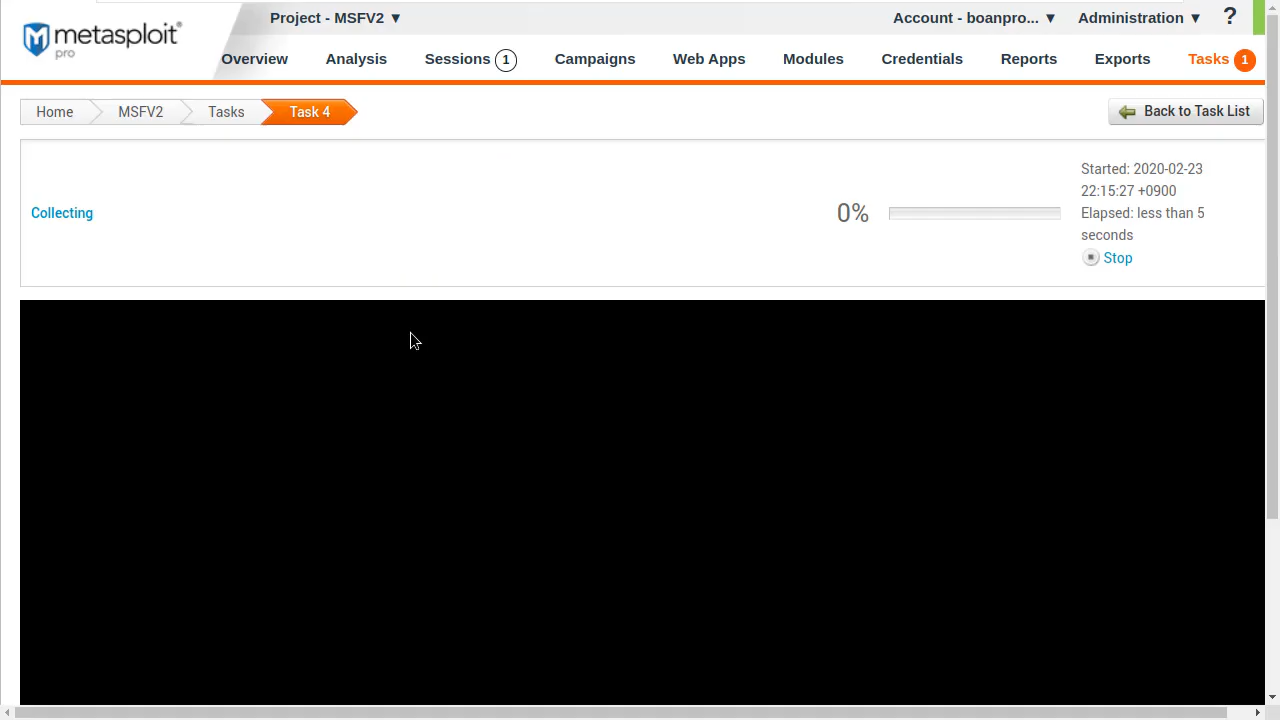 Project - MSFV2 ▼ Account - boanpro... ▼ Administration ▼ ?
metasploit®
pro
Overview Analysis Sessions 1 Campaigns Web Apps Modules Credentials Reports Exports Tasks 1
Home MSFV2 Tasks Task 4 Back to Task List
Collecting 0%
Started: 2020-02-23
22:15:27 +0900
Elapsed: less than 5
seconds
Stop